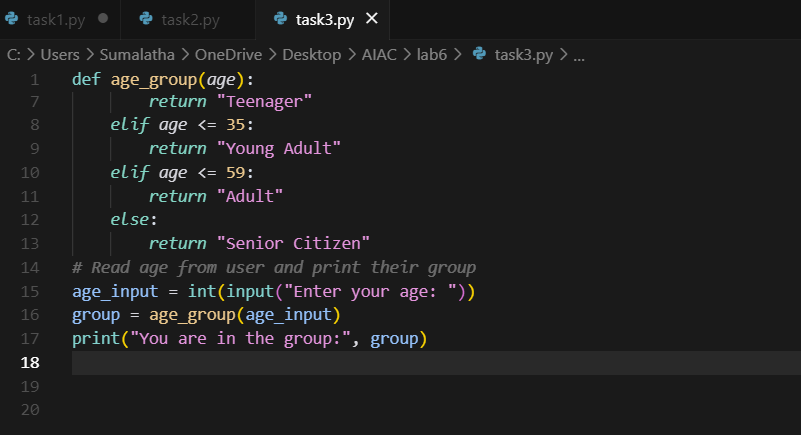 task1.py task2.py task3.py
C: > Users > Sumalatha > OneDrive > Desktop > AIAC > lab6 > task3.py > ...
1 def age_group(age):
7         return "Teenager"
8     elif age <= 35:
9         return "Young Adult"
10     elif age <= 59:
11         return "Adult"
12     else:
13         return "Senior Citizen"
14 # Read age from user and print their group
15 age_input = int(input("Enter your age: "))
16 group = age_group(age_input)
17 print("You are in the group:", group)
18
19
20